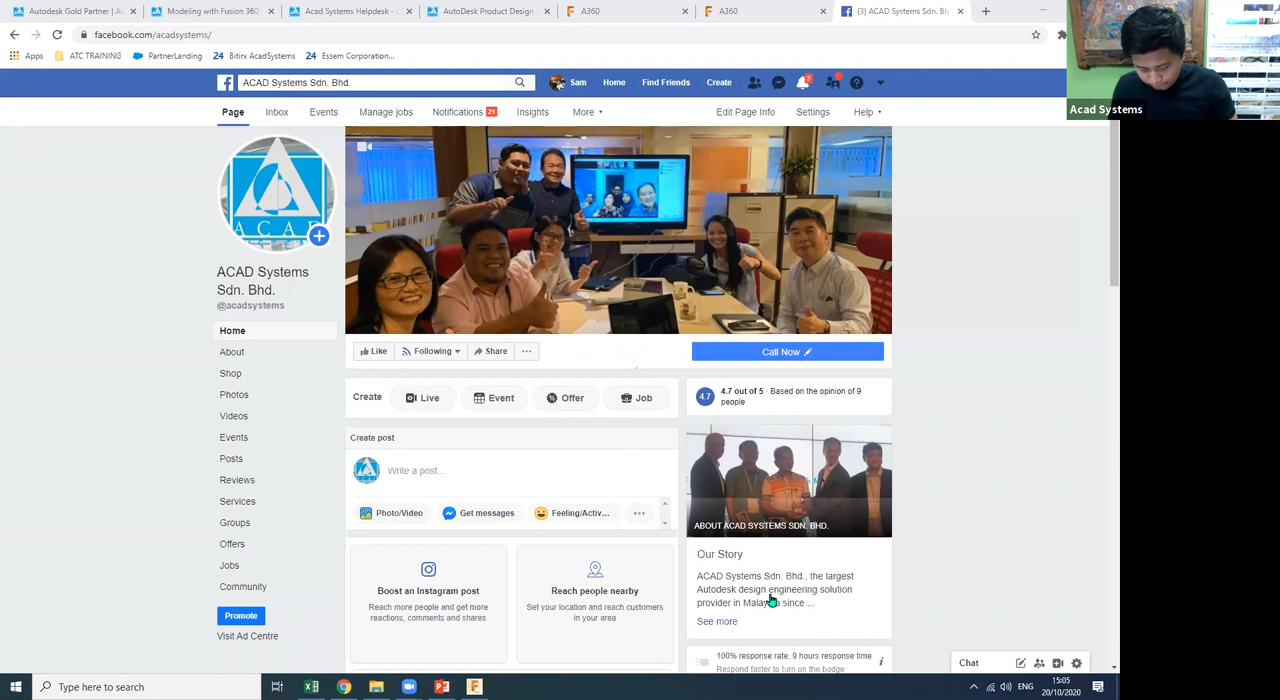 Autodesk Gold Partner | Au
Modeling with Fusion 360
Acad Systems Helpdesk -
AutoDesk Product Design
A360
A360
(3) ACAD Systems Sdn. Bh
facebook.com/acadsystems/
Apps
ATC TRAINING
PartnerLanding
24 Bitirx AcadSystems
24 Essem Corporation...
ACAD Systems Sdn. Bhd.
Sam
Home
Find Friends
Create
3
Acad Systems
Page
Inbox
Events
Manage jobs
Notifications 21
Insights
More
Edit Page Info
Settings
Help
ACAD
ACAD Systems
Sdn. Bhd.
@acadsystems
Home
About
Shop
Photos
Videos
Events
Posts
Reviews
Services
Groups
Offers
Jobs
Community
Promote
Visit Ad Centre
Like
Following
Share
Call Now
Create
Live
Event
Offer
Job
Create post
Write a post...
Photo/Video
Get messages
Feeling/Activ...
Boost an Instagram post
Reach more people and get more
reactions, comments and shares
Reach people nearby
Set your location and reach customers
in your area
4.7
4.7 out of 5 · Based on the opinion of 9
people
ABOUT ACAD SYSTEMS SDN. BHD.
Our Story
ACAD Systems Sdn. Bhd., the largest
Autodesk design engineering solution
provider in Malaysia since ...
See more
100% response rate, 9 hours response time
Respond faster to turn on the badge
Chat
Type here to search
ENG
15:05
20/10/2020